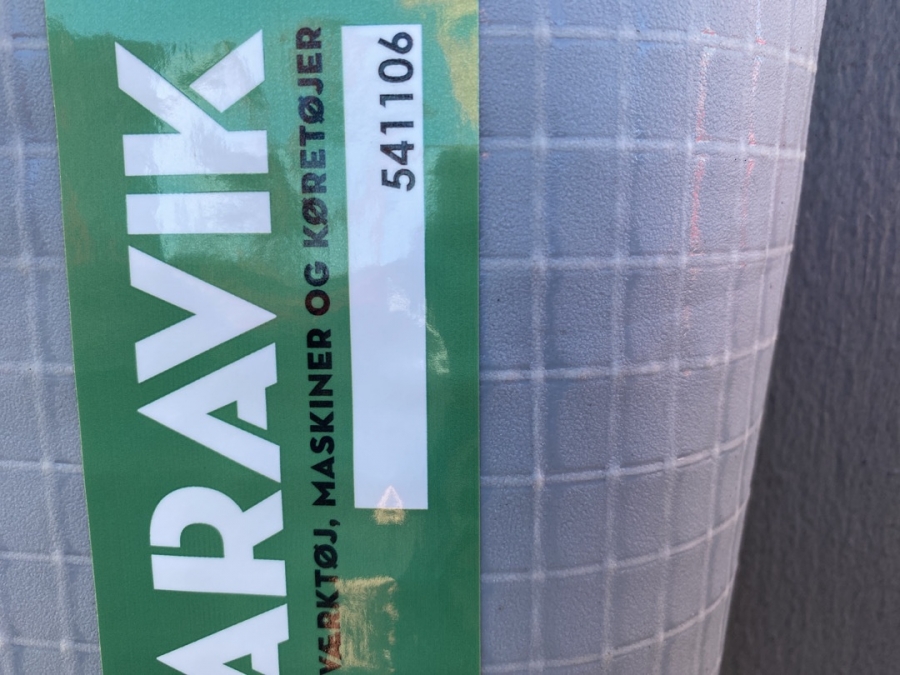 ARAVIK
VÆRKTØJ, MASKINER OG KØRETØJER
541106